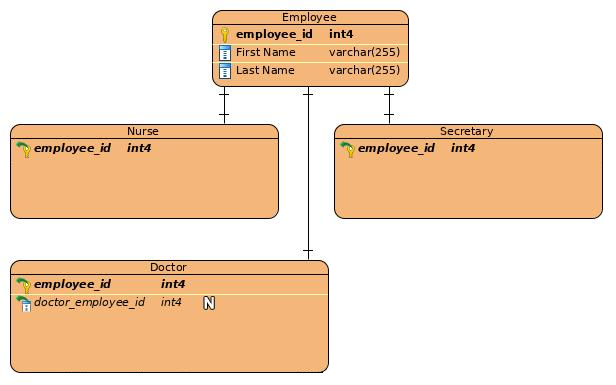 Employee
employee_id int4
First Name varchar(255)
Last Name varchar(255)
Nurse
employee_id int4
Secretary
employee_id int4
Doctor
employee_id int4
doctor_employee_id int4 N